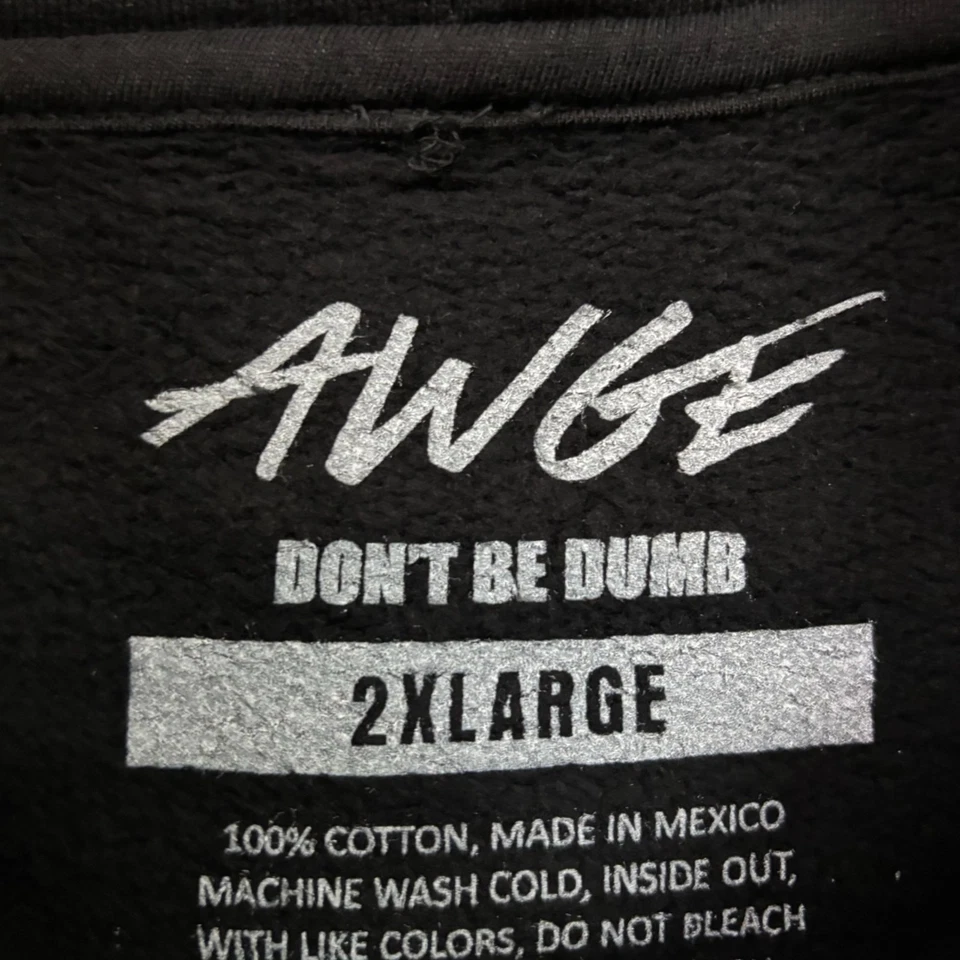 AWGE
DON'T BE DUMB
2XLARGE
100% COTTON, MADE IN MEXICO
MACHINE WASH COLD, INSIDE OUT,
WITH LIKE COLORS, DO NOT BLEACH